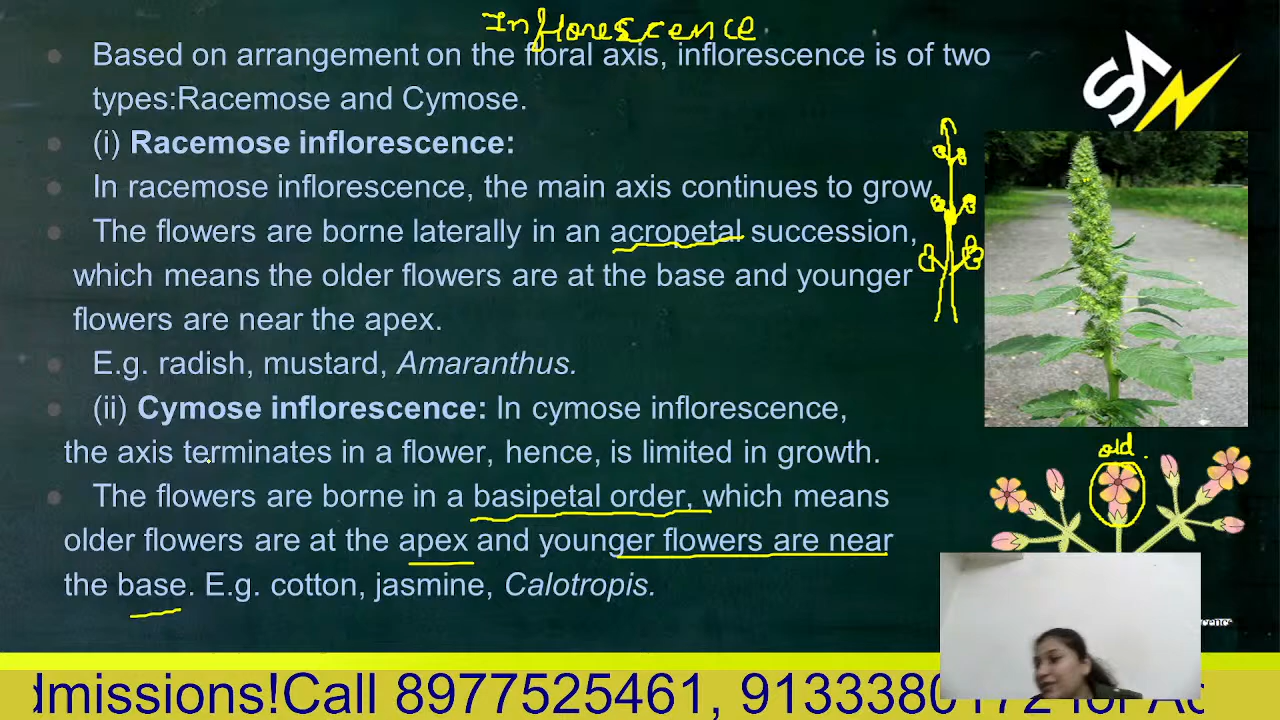 Inflorescence
Based on arrangement on the floral axis, inflorescence is of two
types:Racemose and Cymose.
(i) Racemose inflorescence:
In racemose inflorescence, the main axis continues to grow.
The flowers are borne laterally in an acropetal succession,
which means the older flowers are at the base and younger
flowers are near the apex.
E.g. radish, mustard, Amaranthus.
(ii) Cymose inflorescence: In cymose inflorescence,
the axis terminates in a flower, hence, is limited in growth.
The flowers are borne in a basipetal order, which means
older flowers are at the apex and younger flowers are near
the base. E.g. cotton, jasmine, Calotropis.
SAN
old.
dmissions!Call 8977525461,